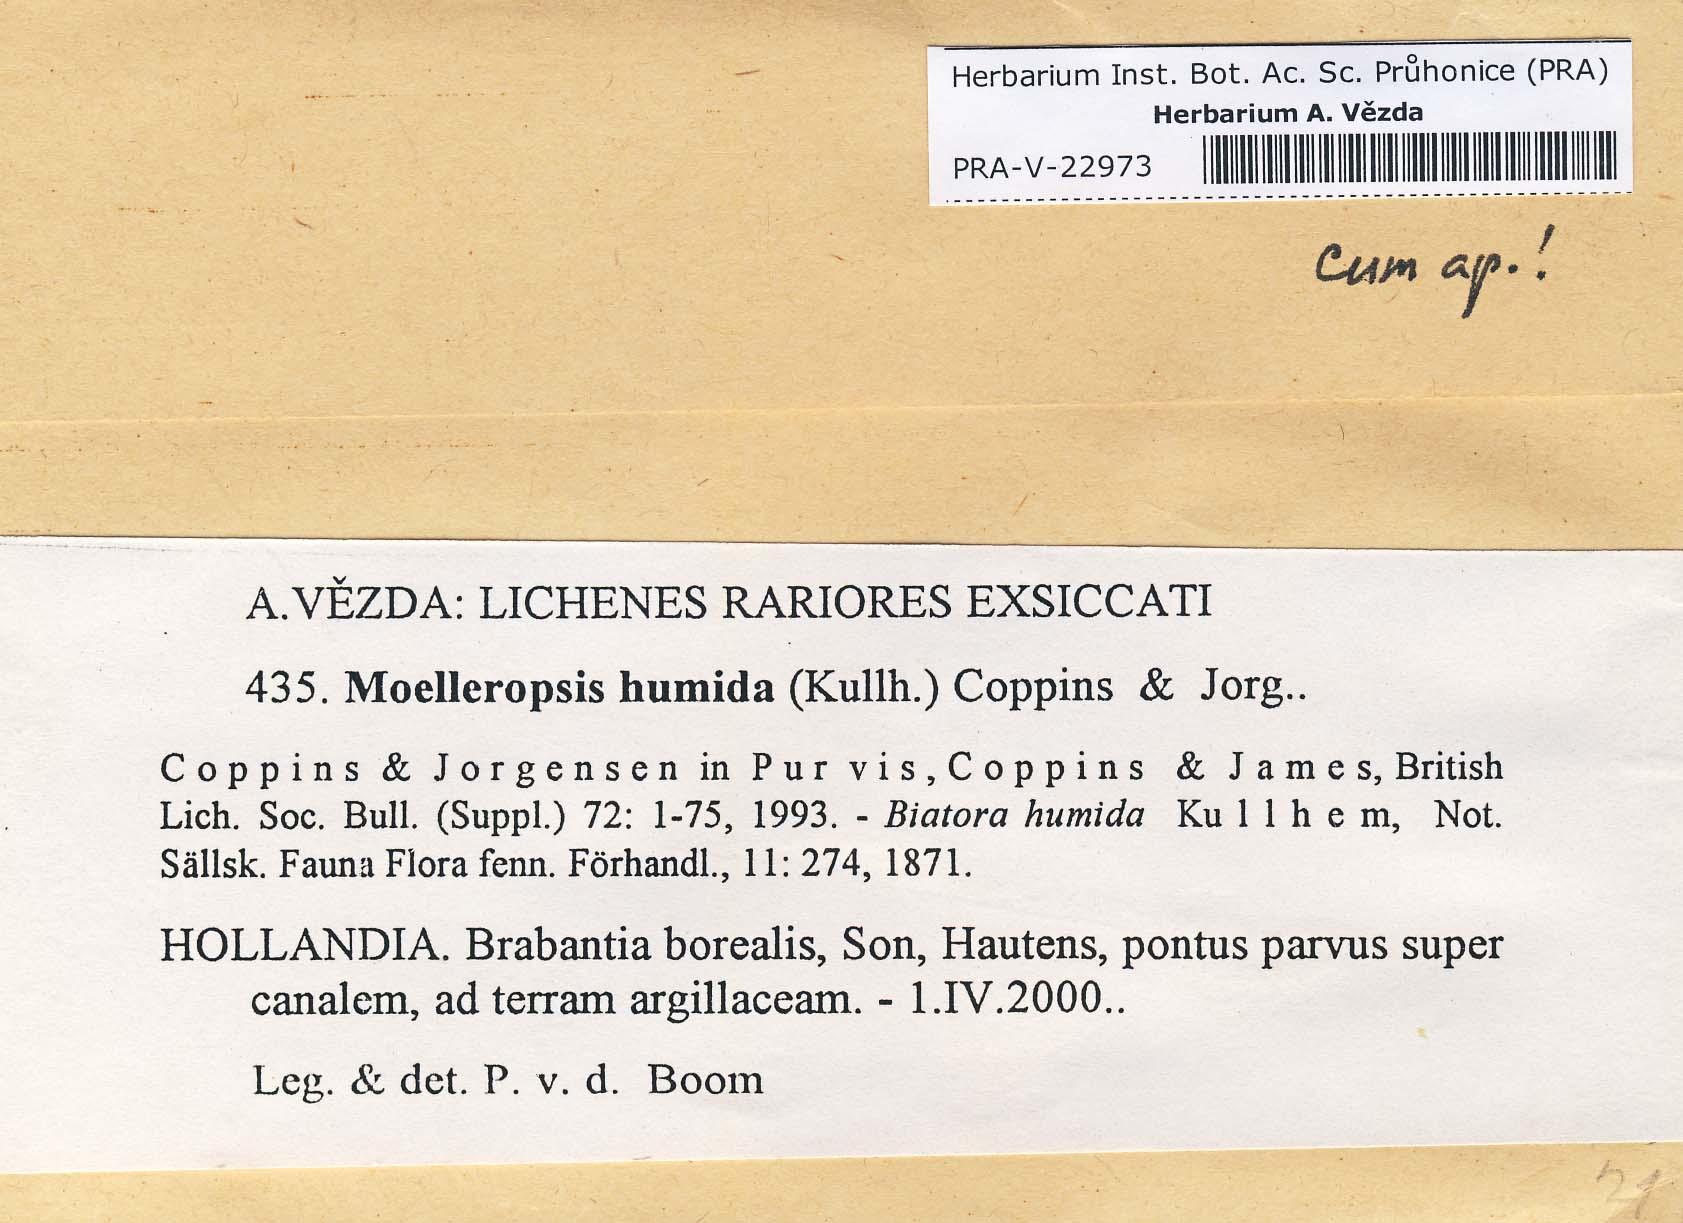 Herbarium Inst. Bot. Ac. Sc. Průhonice (PRA)
Herbarium A. Vězda
PRA-V-22973
Cum ap.!
A.VĚZDA: LICHENES RARIORES EXSICCATI
435. Moelleropsis humida (Kullh.) Coppins & Jorg..
Coppins & Jorgensen in Pur vis, Coppins & James, British
Lich. Soc. Bull. (Suppl.) 72: 1-75, 1993. - Biatora humida Kullhem, Not.
Sällsk. Fauna Flora fenn. Förhandl., 11: 274, 1871.
HOLLANDIA. Brabantia borealis, Son, Hautens, pontus parvus super
canalem, ad terram argillaceam. - 1.IV.2000..
Leg. & det. P. v. d. Boom